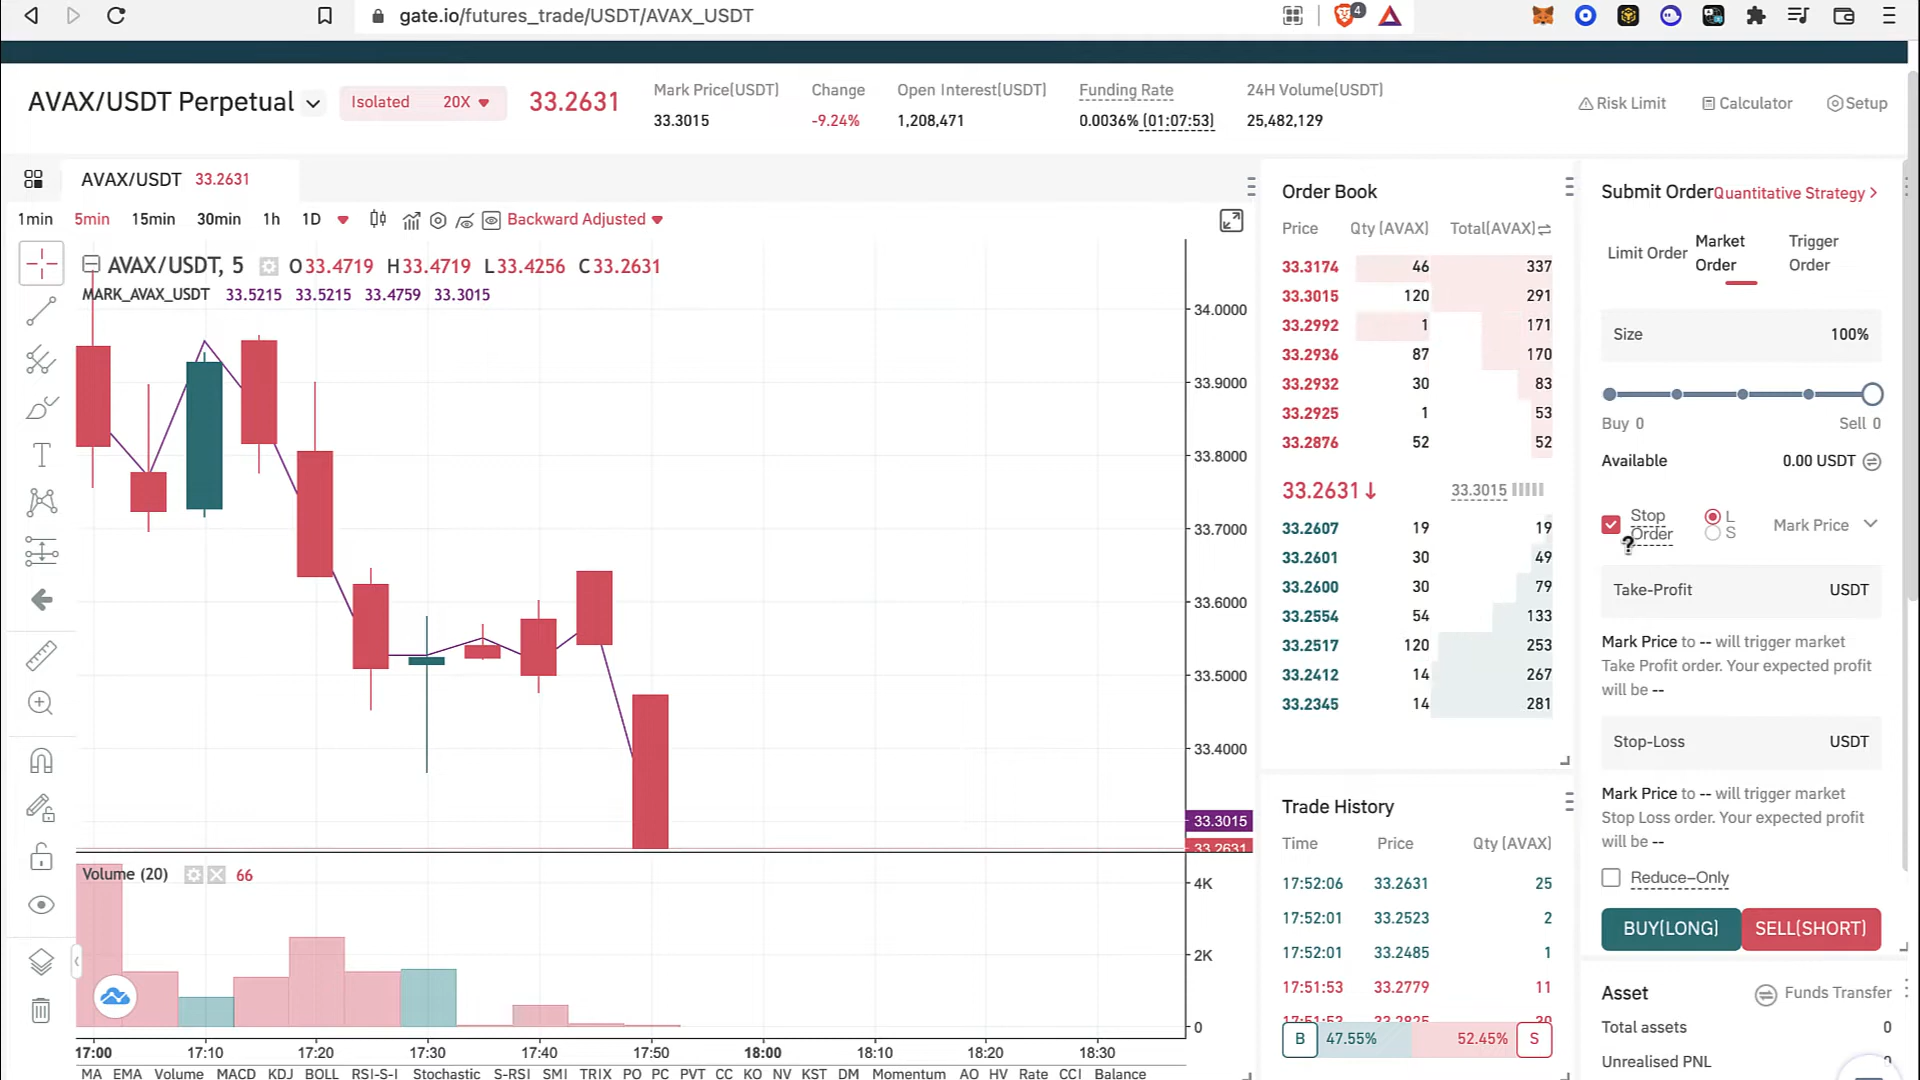 gate.io/futures_trade/USDT/AVAX_USDT
4
AVAX/USDT Perpetual
Isolated 20X
33.2631
Mark Price(USDT)
33.3015
Change
-9.24%
Open Interest(USDT)
1,208,471
Funding Rate
0.0036% (01:07:53)
24H Volume(USDT)
25,482,129
Risk Limit
Calculator
Setup
AVAX/USDT 33.2631
1min 5min 15min 30min 1h 1D Backward Adjusted
AVAX/USDT, 5 O33.4719 H33.4719 L33.4256 C33.2631
MARK_AVAX_USDT 33.5215 33.5215 33.4759 33.3015
T
34.0000
33.9000
33.8000
33.7000
33.6000
33.5000
33.4000
33.3015
33.2631
Volume (20) 66
4K
2K
0
17:00 17:10 17:20 17:30 17:40 17:50 18:00 18:10 18:20 18:30
MA EMA Volume MACD KDJ BOLL RSI-S-I Stochastic S-RSI SMI TRIX PO PC PVT CC KO NV KST DM Momentum AO HV Rate CCI Balance
Order Book
Price Qty (AVAX) Total(AVAX)
33.3174 46 337
33.3015 120 291
33.2992 1 171
33.2936 87 170
33.2932 30 83
33.2925 1 53
33.2876 52 52
33.2631 33.3015
33.2607 19 19
33.2601 30 49
33.2600 30 79
33.2554 54 133
33.2517 120 253
33.2412 14 267
33.2345 14 281
Trade History
Time Price Qty (AVAX)
17:52:06 33.2631 25
17:52:01 33.2523 2
17:52:01 33.2485 1
17:51:53 33.2779 11
B 47.55% 52.45% S
Submit Order Quantitative Strategy
Limit Order
Market Order
Trigger Order
Size 100%
Buy 0 Sell 0
Available 0.00 USDT
Stop Order
L
S
Mark Price
?
Take-Profit USDT
Mark Price to -- will trigger market
Take Profit order. Your expected profit
will be --
Stop-Loss USDT
Mark Price to -- will trigger market
Stop Loss order. Your expected profit
will be --
Reduce-Only
BUY(LONG) SELL(SHORT)
Asset
Funds Transfer
Total assets 0
Unrealised PNL